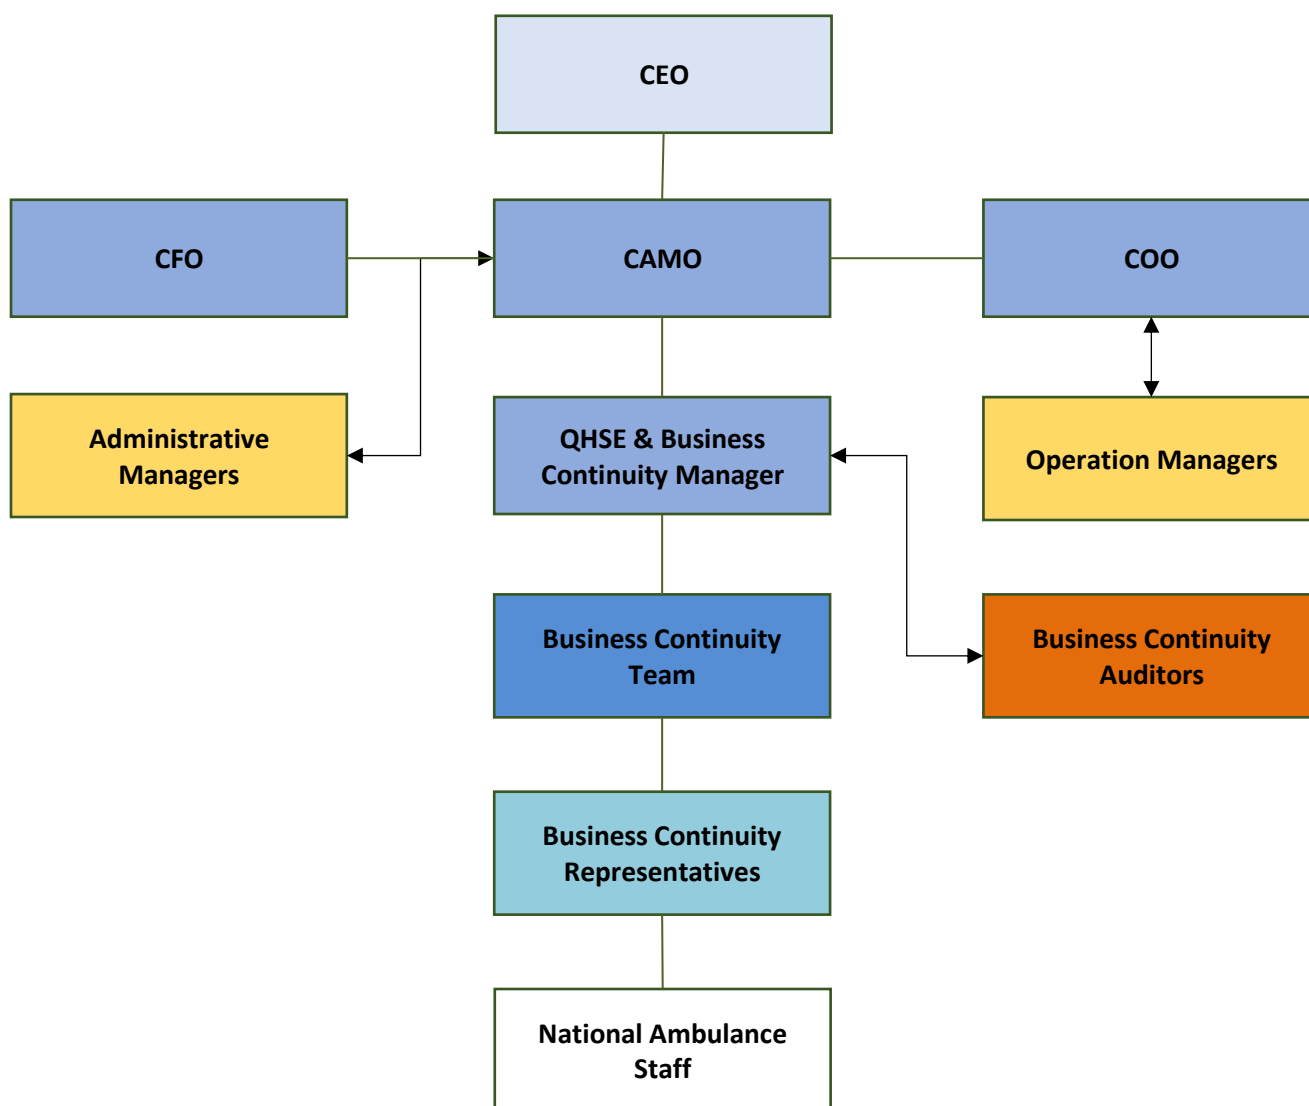 CEO
CFO
CAMO
COO
Administrative
Managers
QHSE & Business
Continuity Manager
Operation Managers
Business Continuity
Team
Business Continuity
Auditors
Business Continuity
Representatives
National Ambulance
Staff